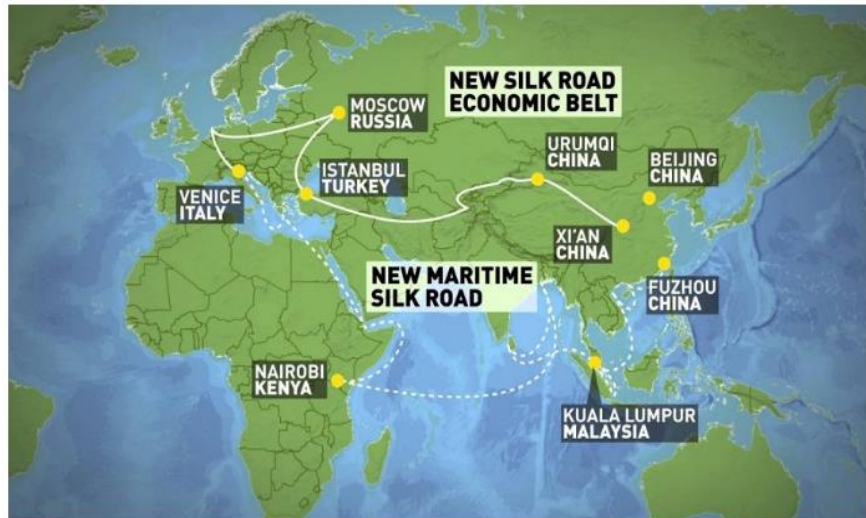 NEW SILK ROAD
ECONOMIC BELT
MOSCOW
RUSSIA
URUMQI
CHINA
BEIJING
CHINA
ISTANBUL
TURKEY
VENICE
ITALY
XI'AN
CHINA
NEW MARITIME
SILK ROAD
FUZHOU
CHINA
NAIROBI
KENYA
KUALA LUMPUR
MALAYSIA